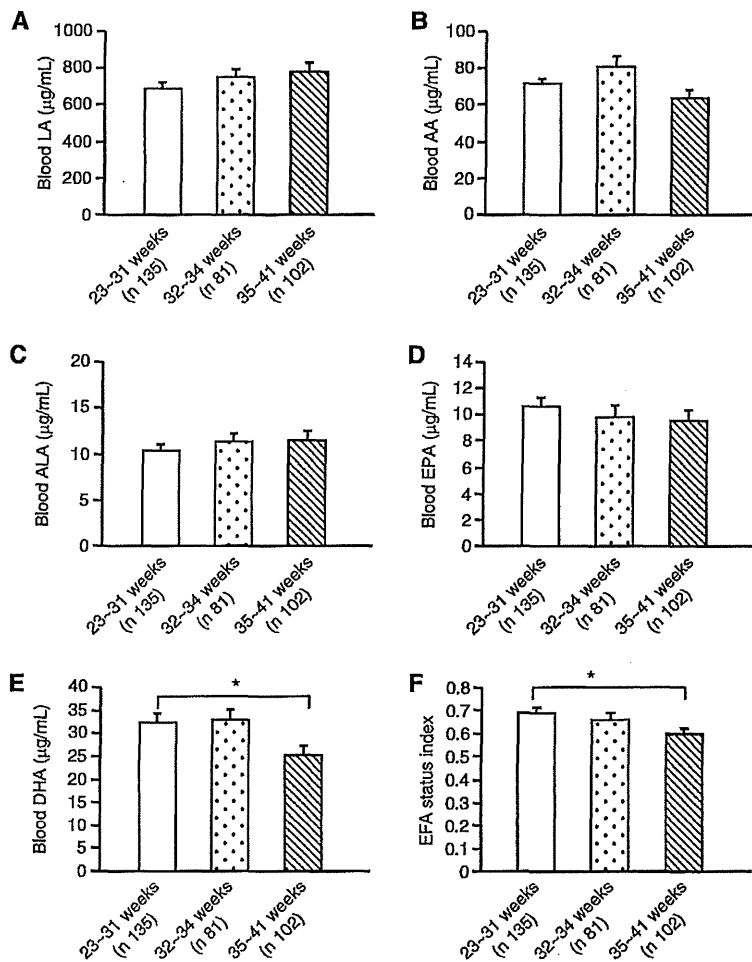 A
Blood LA (μg/mL)
1000
800
600
400
200
0
23~31 weeks
(n 135)
32~34 weeks
(n 81)
35~41 weeks
(n 102)
B
Blood AA (μg/mL)
100
80
60
40
20
0
23~31 weeks
(n 135)
32~34 weeks
(n 81)
35~41 weeks
(n 102)
C
Blood ALA (μg/mL)
20
15
10
5
0
23~31 weeks
(n 135)
32~34 weeks
(n 81)
35~41 weeks
(n 102)
D
Blood EPA (μg/mL)
14
12
10
8
6
4
2
0
23~31 weeks
(n 135)
32~34 weeks
(n 81)
35~41 weeks
(n 102)
E
Blood DHA (μg/mL)
40
35
30
25
20
15
10
5
0
*
23~31 weeks
(n 135)
32~34 weeks
(n 81)
35~41 weeks
(n 102)
F
EFA status index
0.8
0.7
0.6
0.5
0.4
0.3
0.2
0.1
0
*
23~31 weeks
(n 135)
32~34 weeks
(n 81)
35~41 weeks
(n 102)